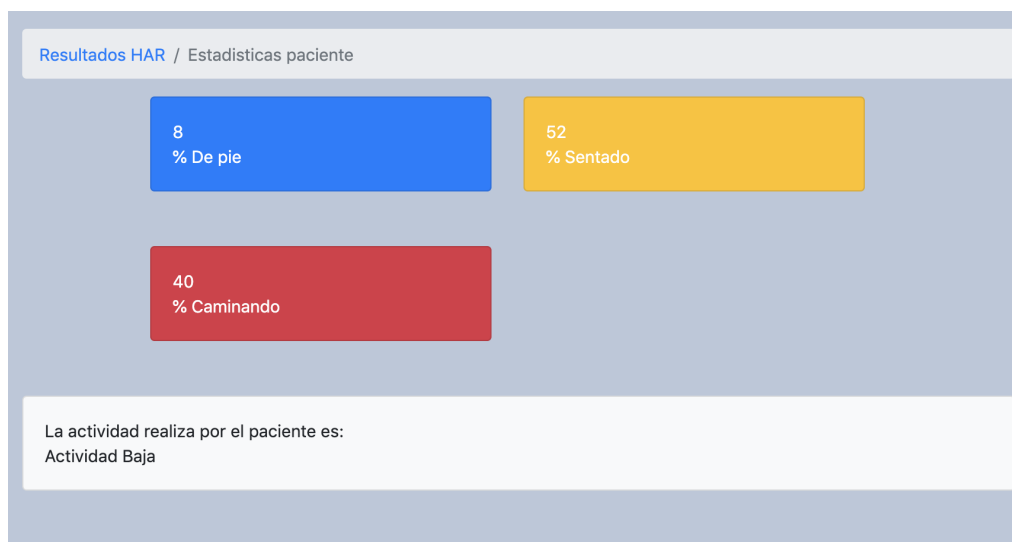 Resultados HAR / Estadisticas paciente
8
% De pie
52
% Sentado
40
% Caminando
La actividad realiza por el paciente es:
Actividad Baja